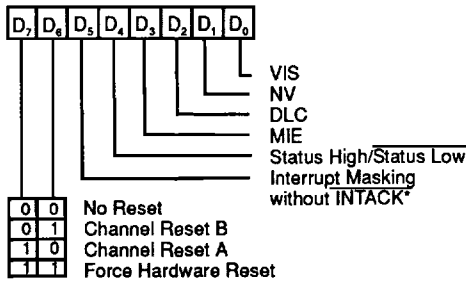 D7 D6 D5 D4 D3 D2 D1 D0
VIS
NV
DLC
MIE
Status High/Status Low
Interrupt Masking
without INTACK*
0 0 No Reset
0 1 Channel Reset B
1 0 Channel Reset A
1 1 Force Hardware Reset